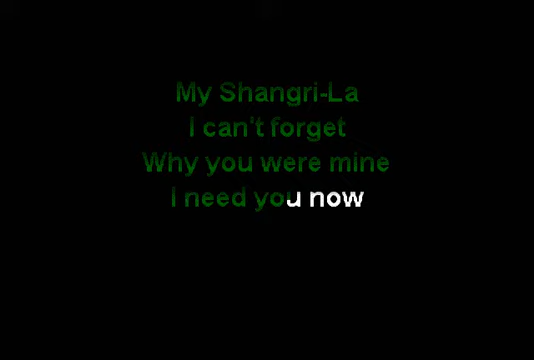 My Shangri-La
I can't forget
Why you were mine
I need you now